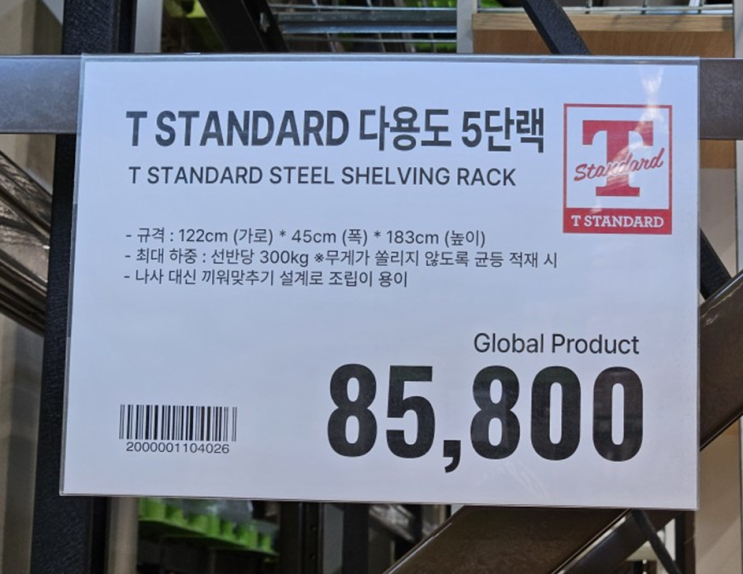 T STANDARD 다용도 5단랙
T STANDARD STEEL SHELVING RACK
T
Standard
T STANDARD
- 규격 : 122cm (가로) * 45cm (폭) * 183cm (높이)
- 최대 하중 : 선반당 300kg ※무게가 쏠리지 않도록 균등 적재 시
- 나사 대신 끼워맞추기 설계로 조립이 용이
Global Product
85,800
2000001104026